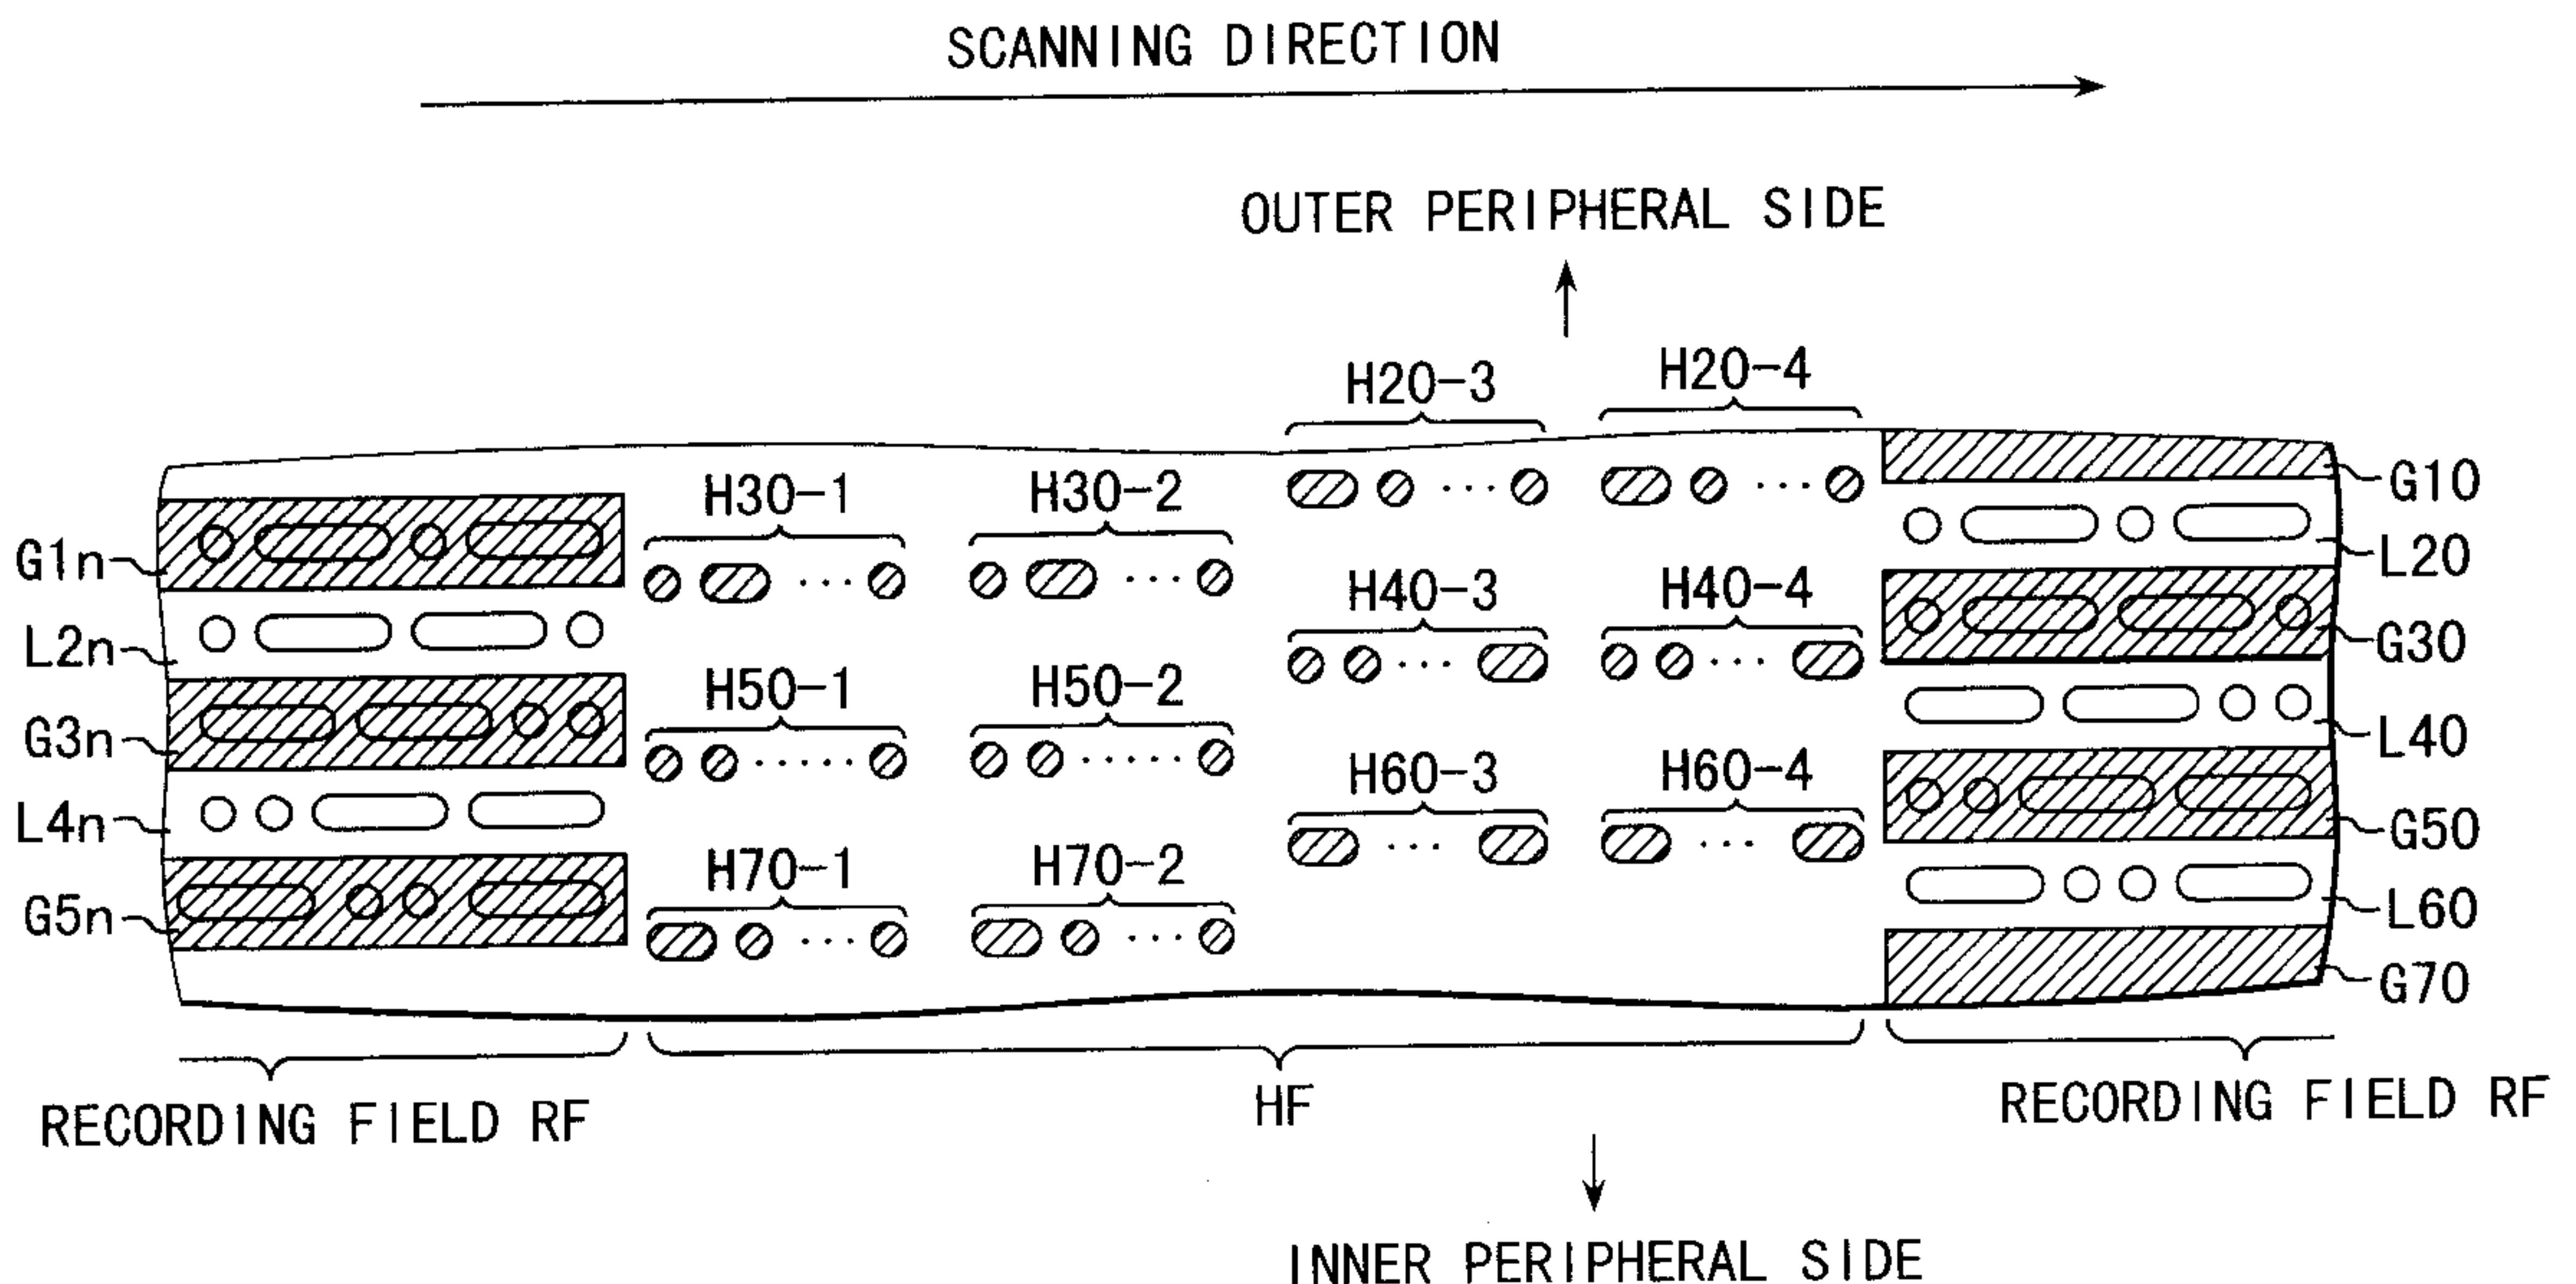 SCANNING DIRECTION
OUTER PERIPHERAL SIDE
H20-3
H20-4
H30-1
H30-2
G10
G1n
L20
H40-3
H40-4
L2n
G30
H50-1
H50-2
G3n
L40
H60-3
H60-4
L4n
G50
H70-1
H70-2
G5n
L60
G70
RECORDING FIELD RF
HF
RECORDING FIELD RF
INNER PERIPHERAL SIDE